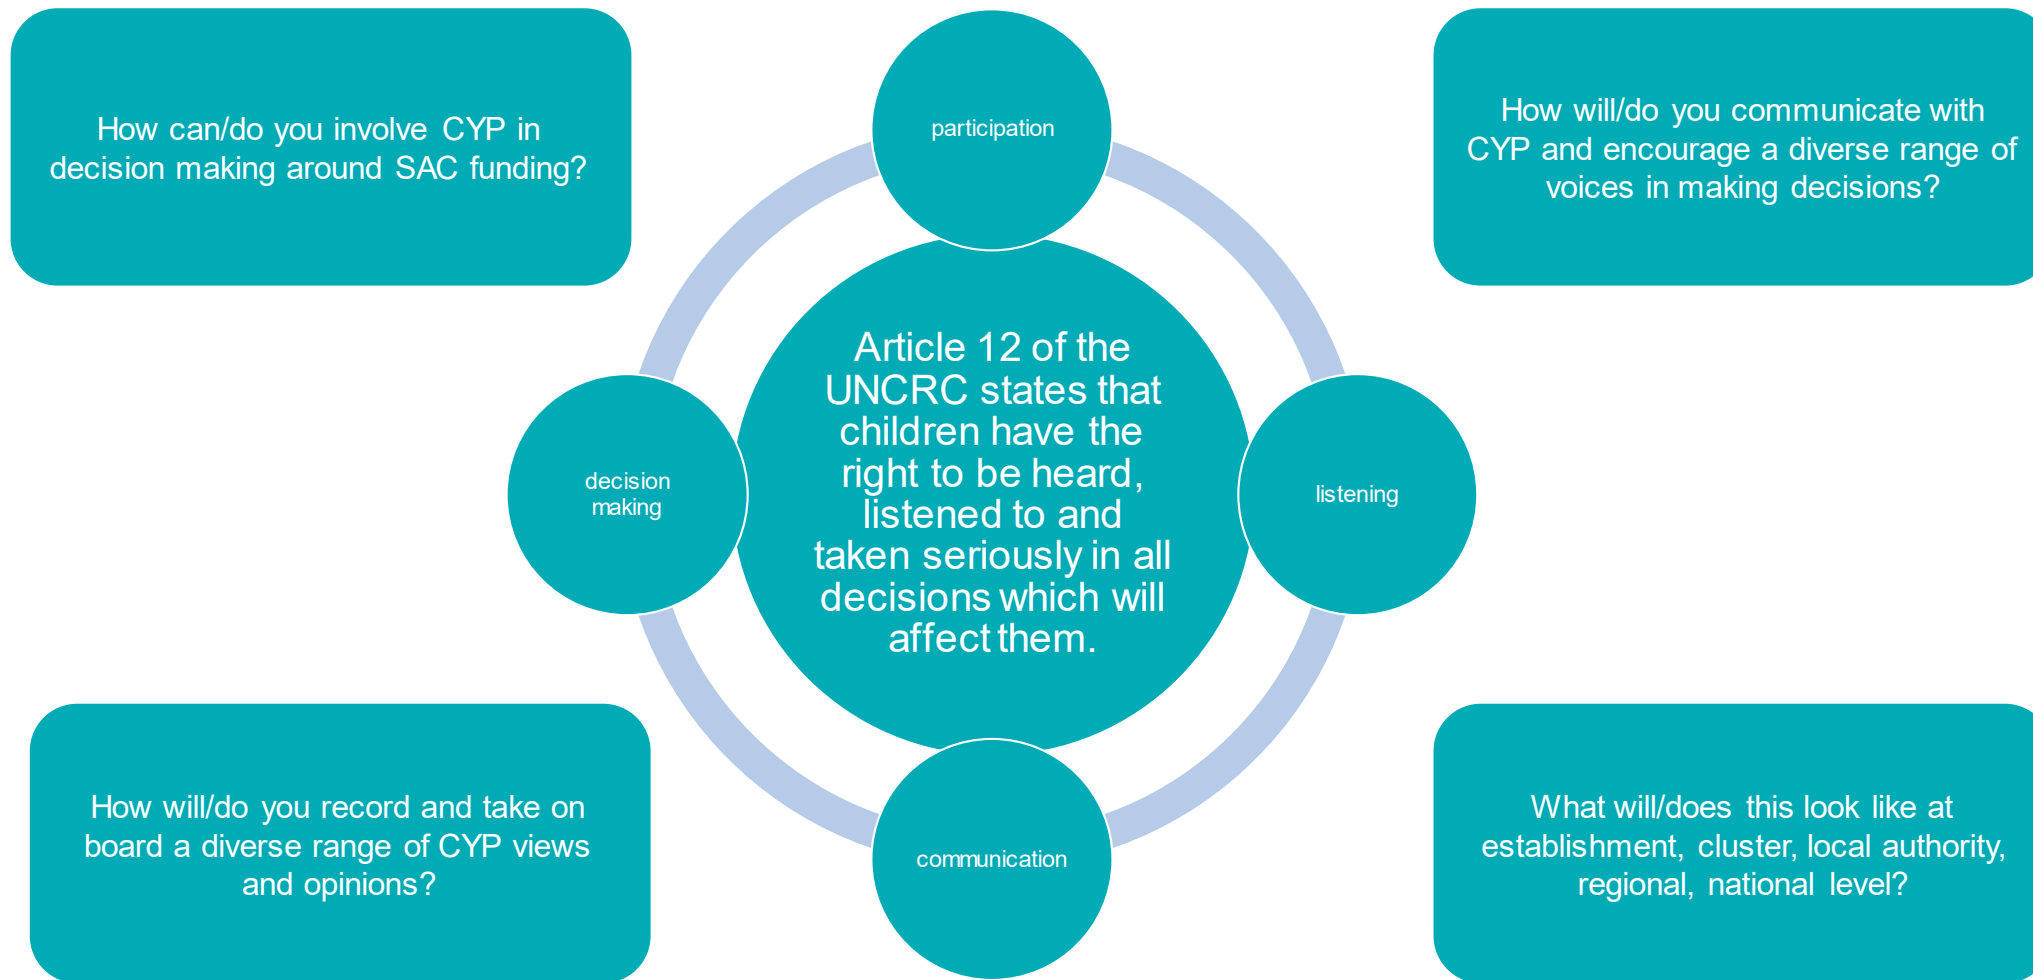 How can/do you involve CYP in
decision making around SAC funding?
participation
How will/do you communicate with
CYP and encourage a diverse range of
voices in making decisions?
Article 12 of the
UNCRC states that
children have the
right to be heard,
listened to and
taken seriously in all
decisions which will
affect them.
decision
making
listening
communication
How will/do you record and take on
board a diverse range of CYP views
and opinions?
What will/does this look like at
establishment, cluster, local authority,
regional, national level?